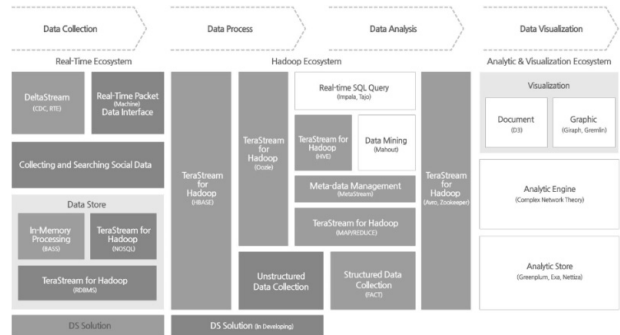 Data Collection
Data Process
Data Analysis
Data Visualization
Real-Time Ecosystem
Hadoop Ecosystem
Analytic & Visualization Ecosystem
DeltaStream
(CDC, RTE)
Real-Time Packet
(Machine)
Data Interface
Collecting and Searching Social Data
Data Store
In-Memory
Processing
(BASS)
TeraStream for
Hadoop
(NOSQL)
TeraStream for Hadoop
(RDBMS)
TeraStream
for
Hadoop
(HBASE)
TeraStream
for
Hadoop
(Oozie)
Real-time SQL Query
(Impala, Tajo)
TeraStream for
Hadoop
(HIVE)
Data Mining
(Mahout)
Meta-data Management
(MetaStream)
TeraStream for Hadoop
(MAP/REDUCE)
Unstructured
Data Collection
Structured Data
Collection
(FACT)
TeraStream
for
Hadoop
(Avro, Zookeeper)
Visualization
Document
(D3)
Graphic
(Giraph, Gremlin)
Analytic Engine
(Complex Network Theory)
Analytic Store
(Greenplum, Exa, Nettiza)
DS Solution
DS Solution (In Developing)